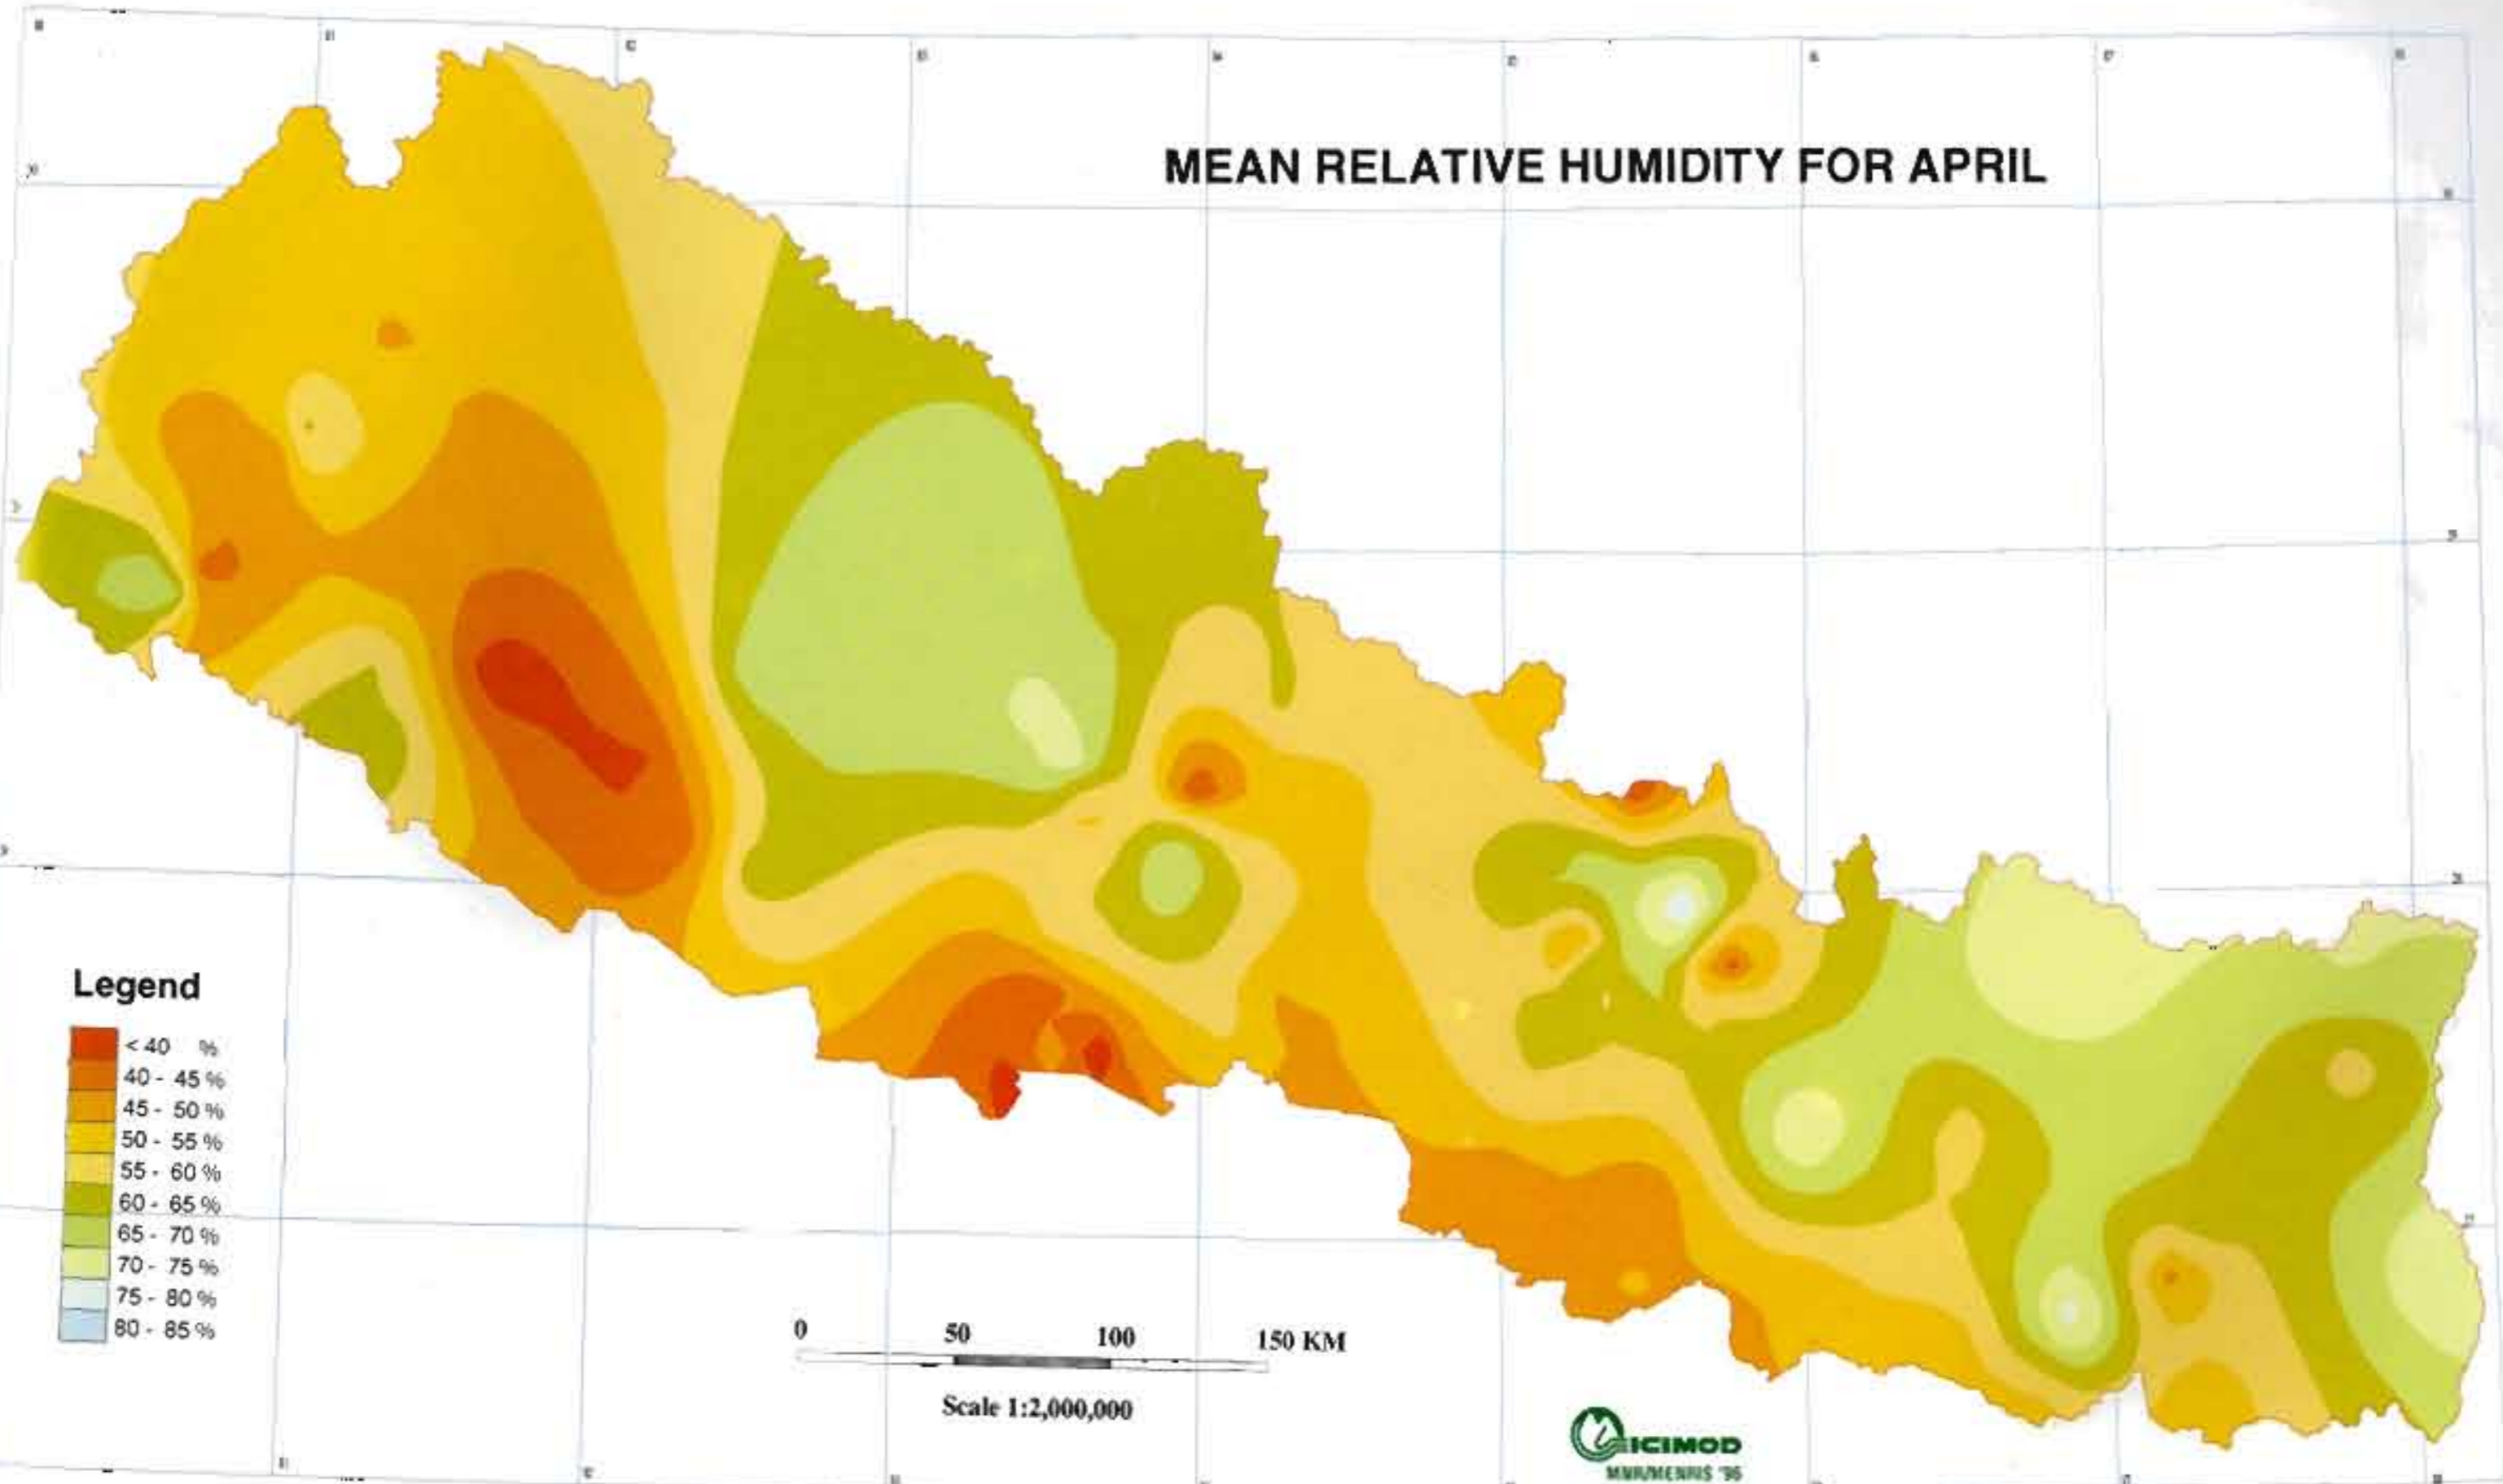 MEAN RELATIVE HUMIDITY FOR APRIL
Legend
< 40 %
40 - 45 %
45 - 50 %
50 - 55 %
55 - 60 %
60 - 65 %
65 - 70 %
70 - 75 %
75 - 80 %
80 - 85 %
0 50 100 150 KM
Scale 1:2,000,000
ICIMOD
MNR/MENRIS '96